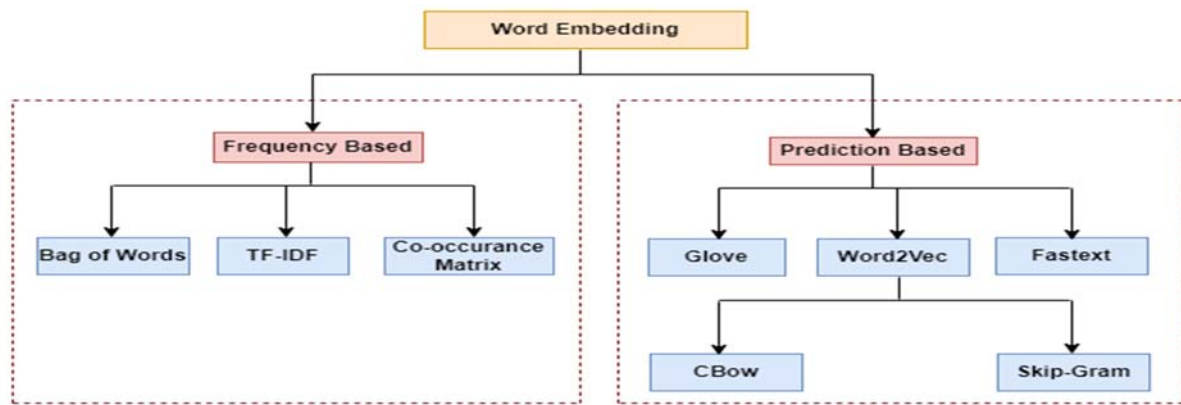 Word Embedding
Frequency Based
Prediction Based
Bag of Words
TF-IDF
Co-occurance
Matrix
Glove
Word2Vec
Fastext
CBow
Skip-Gram